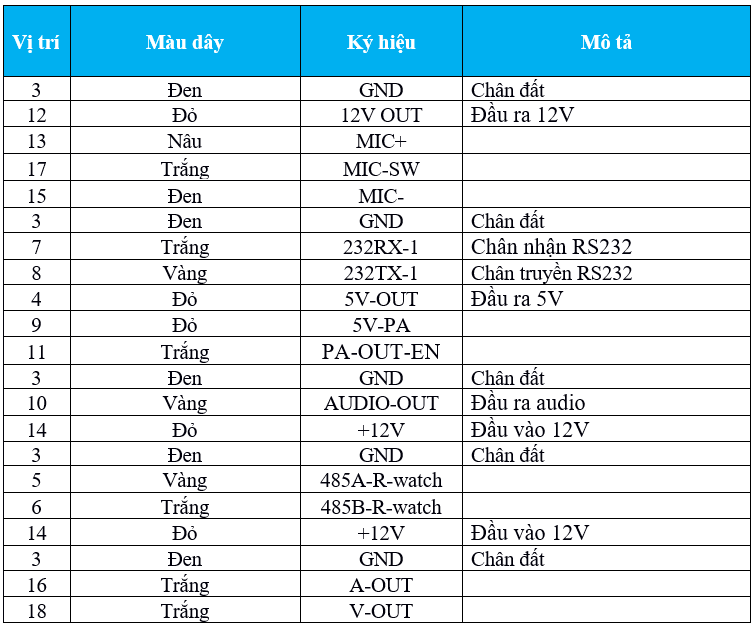 Vị trí Màu dây Ký hiệu Mô tả
3 Đen GND Chân đất
12 Đỏ 12V OUT Đầu ra 12V
13 Nâu MIC+
17 Trắng MIC-SW
15 Đen MIC-
3 Đen GND Chân đất
7 Trắng 232RX-1 Chân nhận RS232
8 Vàng 232TX-1 Chân truyền RS232
4 Đỏ 5V-OUT Đầu ra 5V
9 Đỏ 5V-PA
11 Trắng PA-OUT-EN
3 Đen GND Chân đất
10 Vàng AUDIO-OUT Đầu ra audio
14 Đỏ +12V Đầu vào 12V
3 Đen GND Chân đất
5 Vàng 485A-R-watch
6 Trắng 485B-R-watch
14 Đỏ +12V Đầu vào 12V
3 Đen GND Chân đất
16 Trắng A-OUT
18 Trắng V-OUT